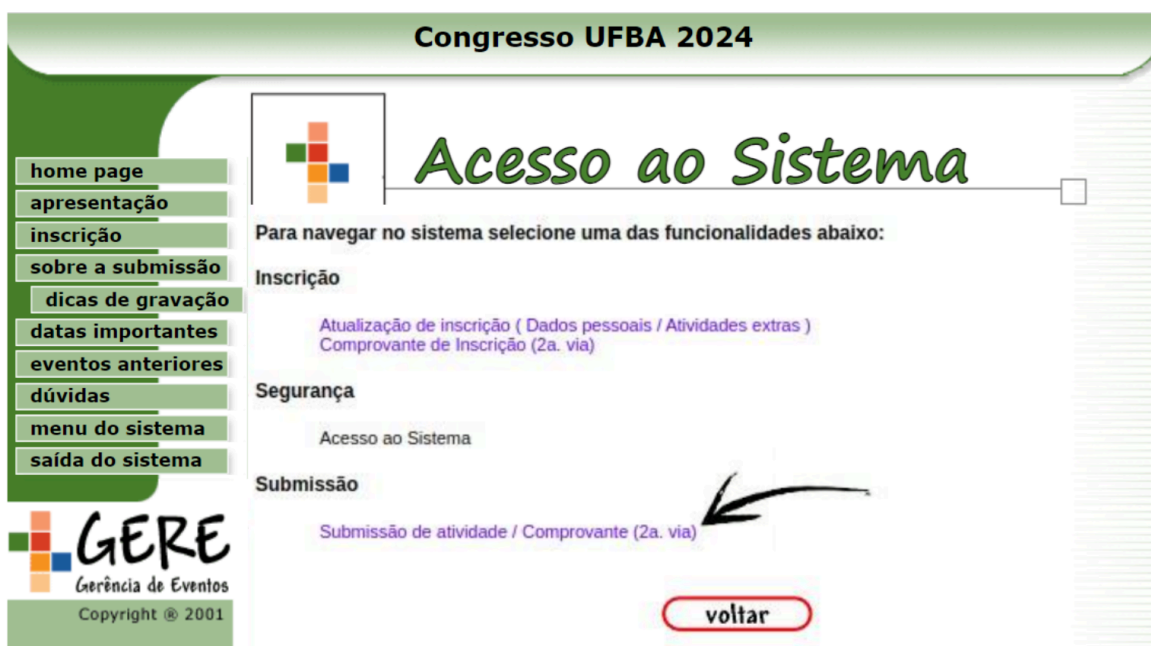 Congresso UFBA 2024
Acesso ao Sistema
home page
apresentação
inscrição
sobre a submissão
dicas de gravação
datas importantes
eventos anteriores
dúvidas
menu do sistema
saída do sistema
GERE
Gerência de Eventos
Copyright ® 2001
Para navegar no sistema selecione uma das funcionalidades abaixo:
Inscrição
Atualização de inscrição ( Dados pessoais / Atividades extras )
Comprovante de Inscrição (2a. via)
Segurança
Acesso ao Sistema
Submissão
Submissão de atividade / Comprovante (2a. via)
voltar